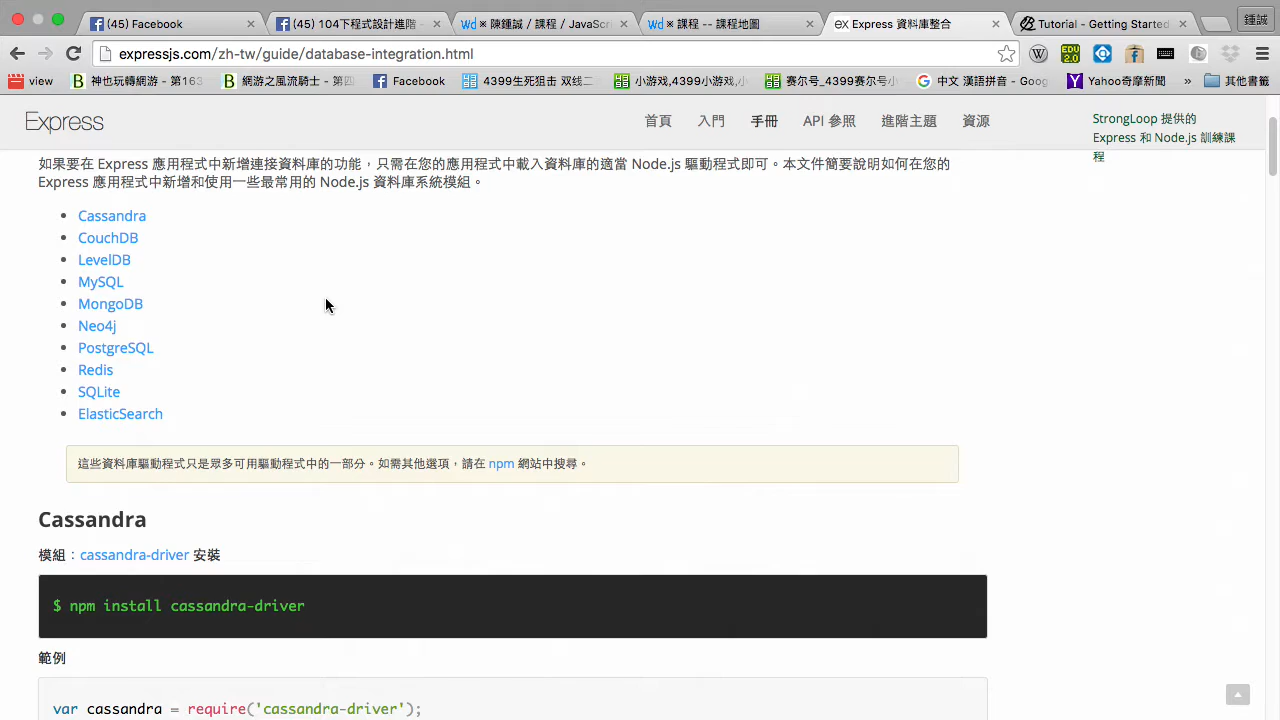 (45) Facebook
(45) 104下程式設計進階
※ 陳鍾誠 / 課程 / JavaScri
※ 課程 -- 課程地圖
Express 資料庫整合
Tutorial - Getting Started
鍾誠
expressjs.com/zh-tw/guide/database-integration.html
view
神也玩轉網游 - 第163
網游之風流騎士 - 第四
Facebook
4399生死狙击 双线二
小游戏,4399小游戏,小
赛尔号_4399赛尔号小
中文 漢語拼音 - Goog
Yahoo奇摩新聞
»
其他書籤
Express
首頁
入門
手冊
API 參照
進階主題
資源
StrongLoop 提供的
Express 和 Node.js 訓練課
程
如果要在 Express 應用程式中新增連接資料庫的功能，只需在您的應用程式中載入資料庫的適當 Node.js 驅動程式即可。本文件簡要說明如何在您的
Express 應用程式中新增和使用一些最常用的 Node.js 資料庫系統模組。
Cassandra
CouchDB
LevelDB
MySQL
MongoDB
Neo4j
PostgreSQL
Redis
SQLite
ElasticSearch
這些資料庫驅動程式只是眾多可用驅動程式中的一部分。如需其他選項，請在 npm 網站中搜尋。
Cassandra
模組：cassandra-driver 安裝
$ npm install cassandra-driver
範例
var cassandra = require('cassandra-driver');